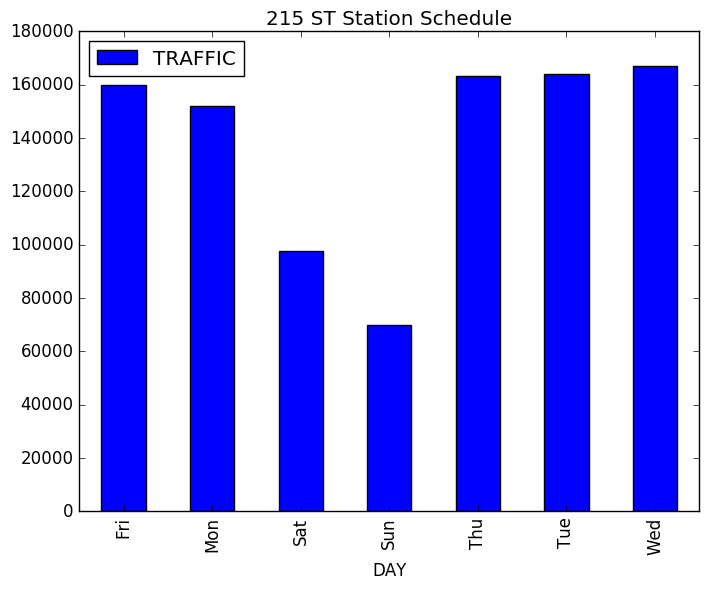 215 ST Station Schedule
TRAFFIC
180000
160000
140000
120000
100000
80000
60000
40000
20000
0
Fri
Mon
Sat
Sun
Thu
Tue
Wed
DAY